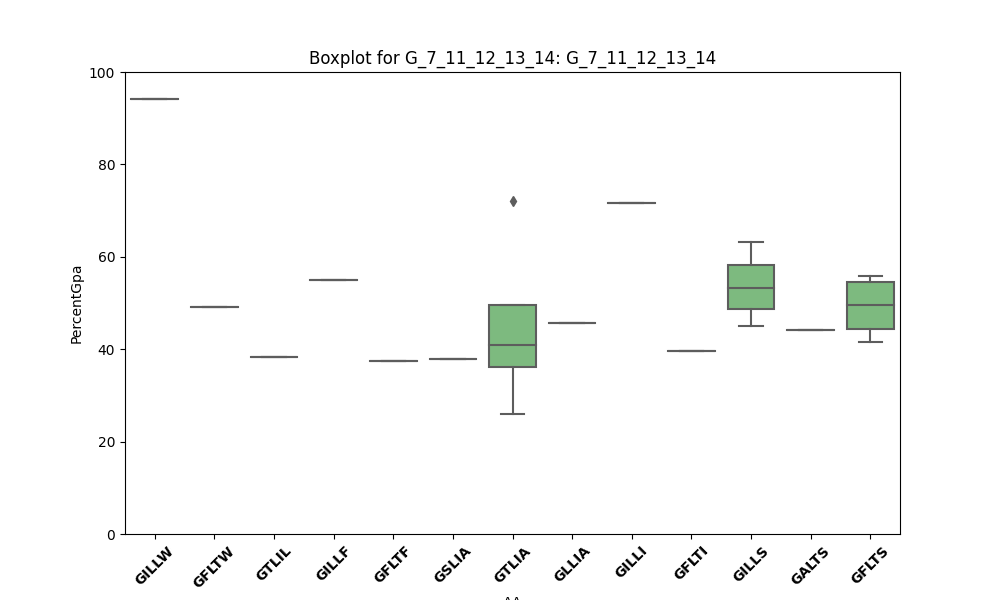 Boxplot for G_7_11_12_13_14: G_7_11_12_13_14
100
80
60
40
20
0
PercentGpa
GILLW GFLTW GTLIL GILLF GFLTF GSLIA GTLIA GLLIA GILLI GFLTI GILLS GALTS GFLTS
AA